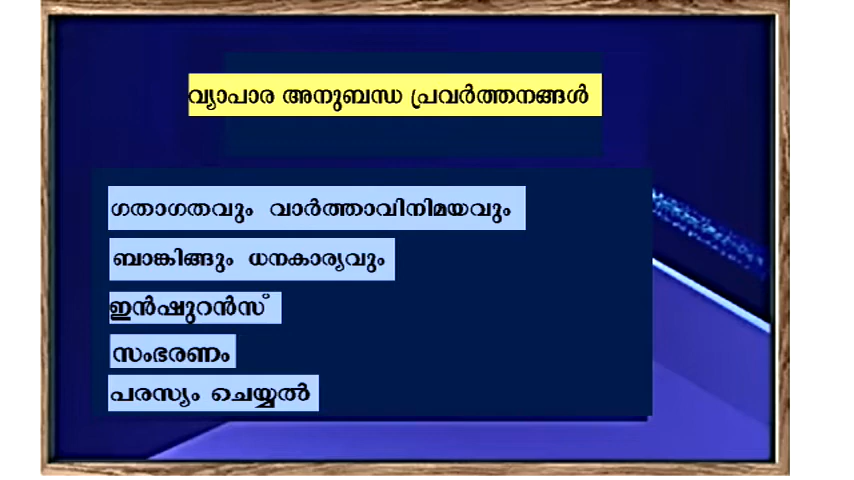 വ്യാപാര അനുബന്ധ പ്രവർത്തനങ്ങൾ
ഗതാഗതവും വാർത്താവിനിമയവും
ബാങ്കിങ്ങും ധനകാര്യവും
ഇൻഷുറൻസ്
സംഭരണം
പരസ്യം ചെയ്യൽ